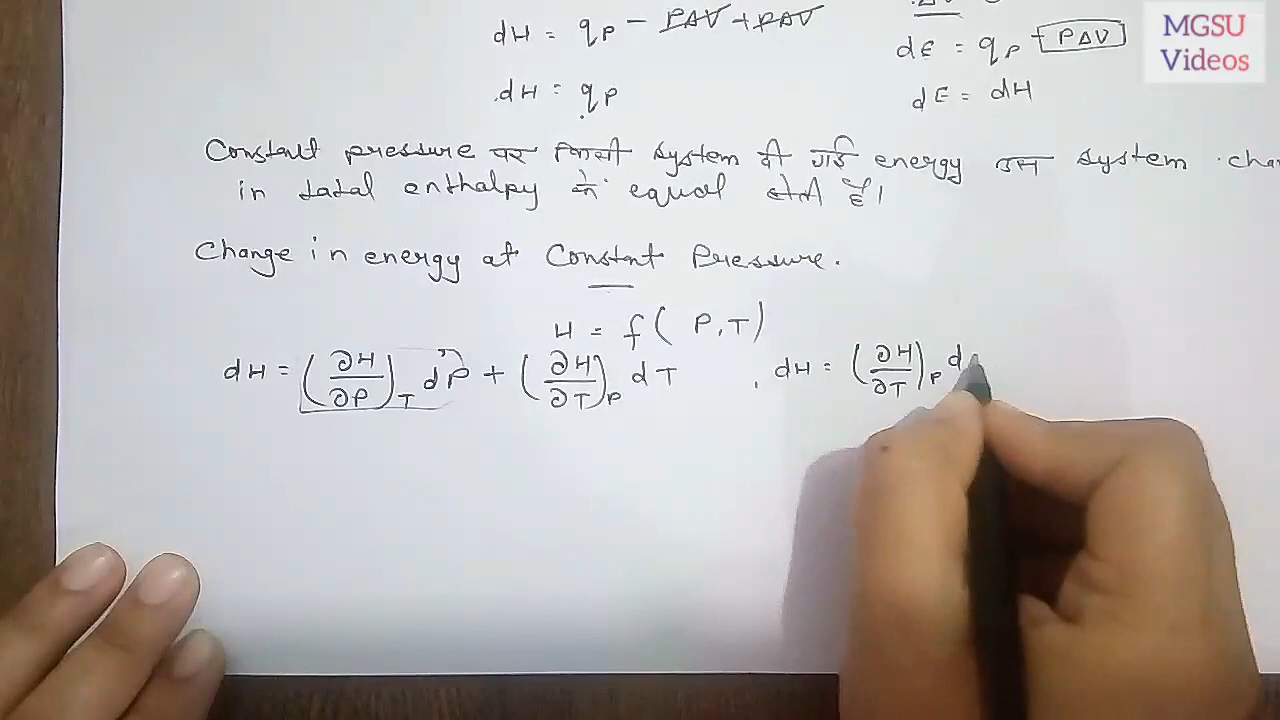 dH = qP - PΔV + PΔV
dE = qP + PΔV
dH = qP
dE = dH
MGSU
Videos
Constant pressure पर किसी system दी गई energy उस system cha
in total enthalpy के equal होती है।
Change in energy at Constant Pressure.
H = f( P, T)
dH = (∂H/∂P)T dP + (∂H/∂T)P dT , dH = (∂H/∂T)P d